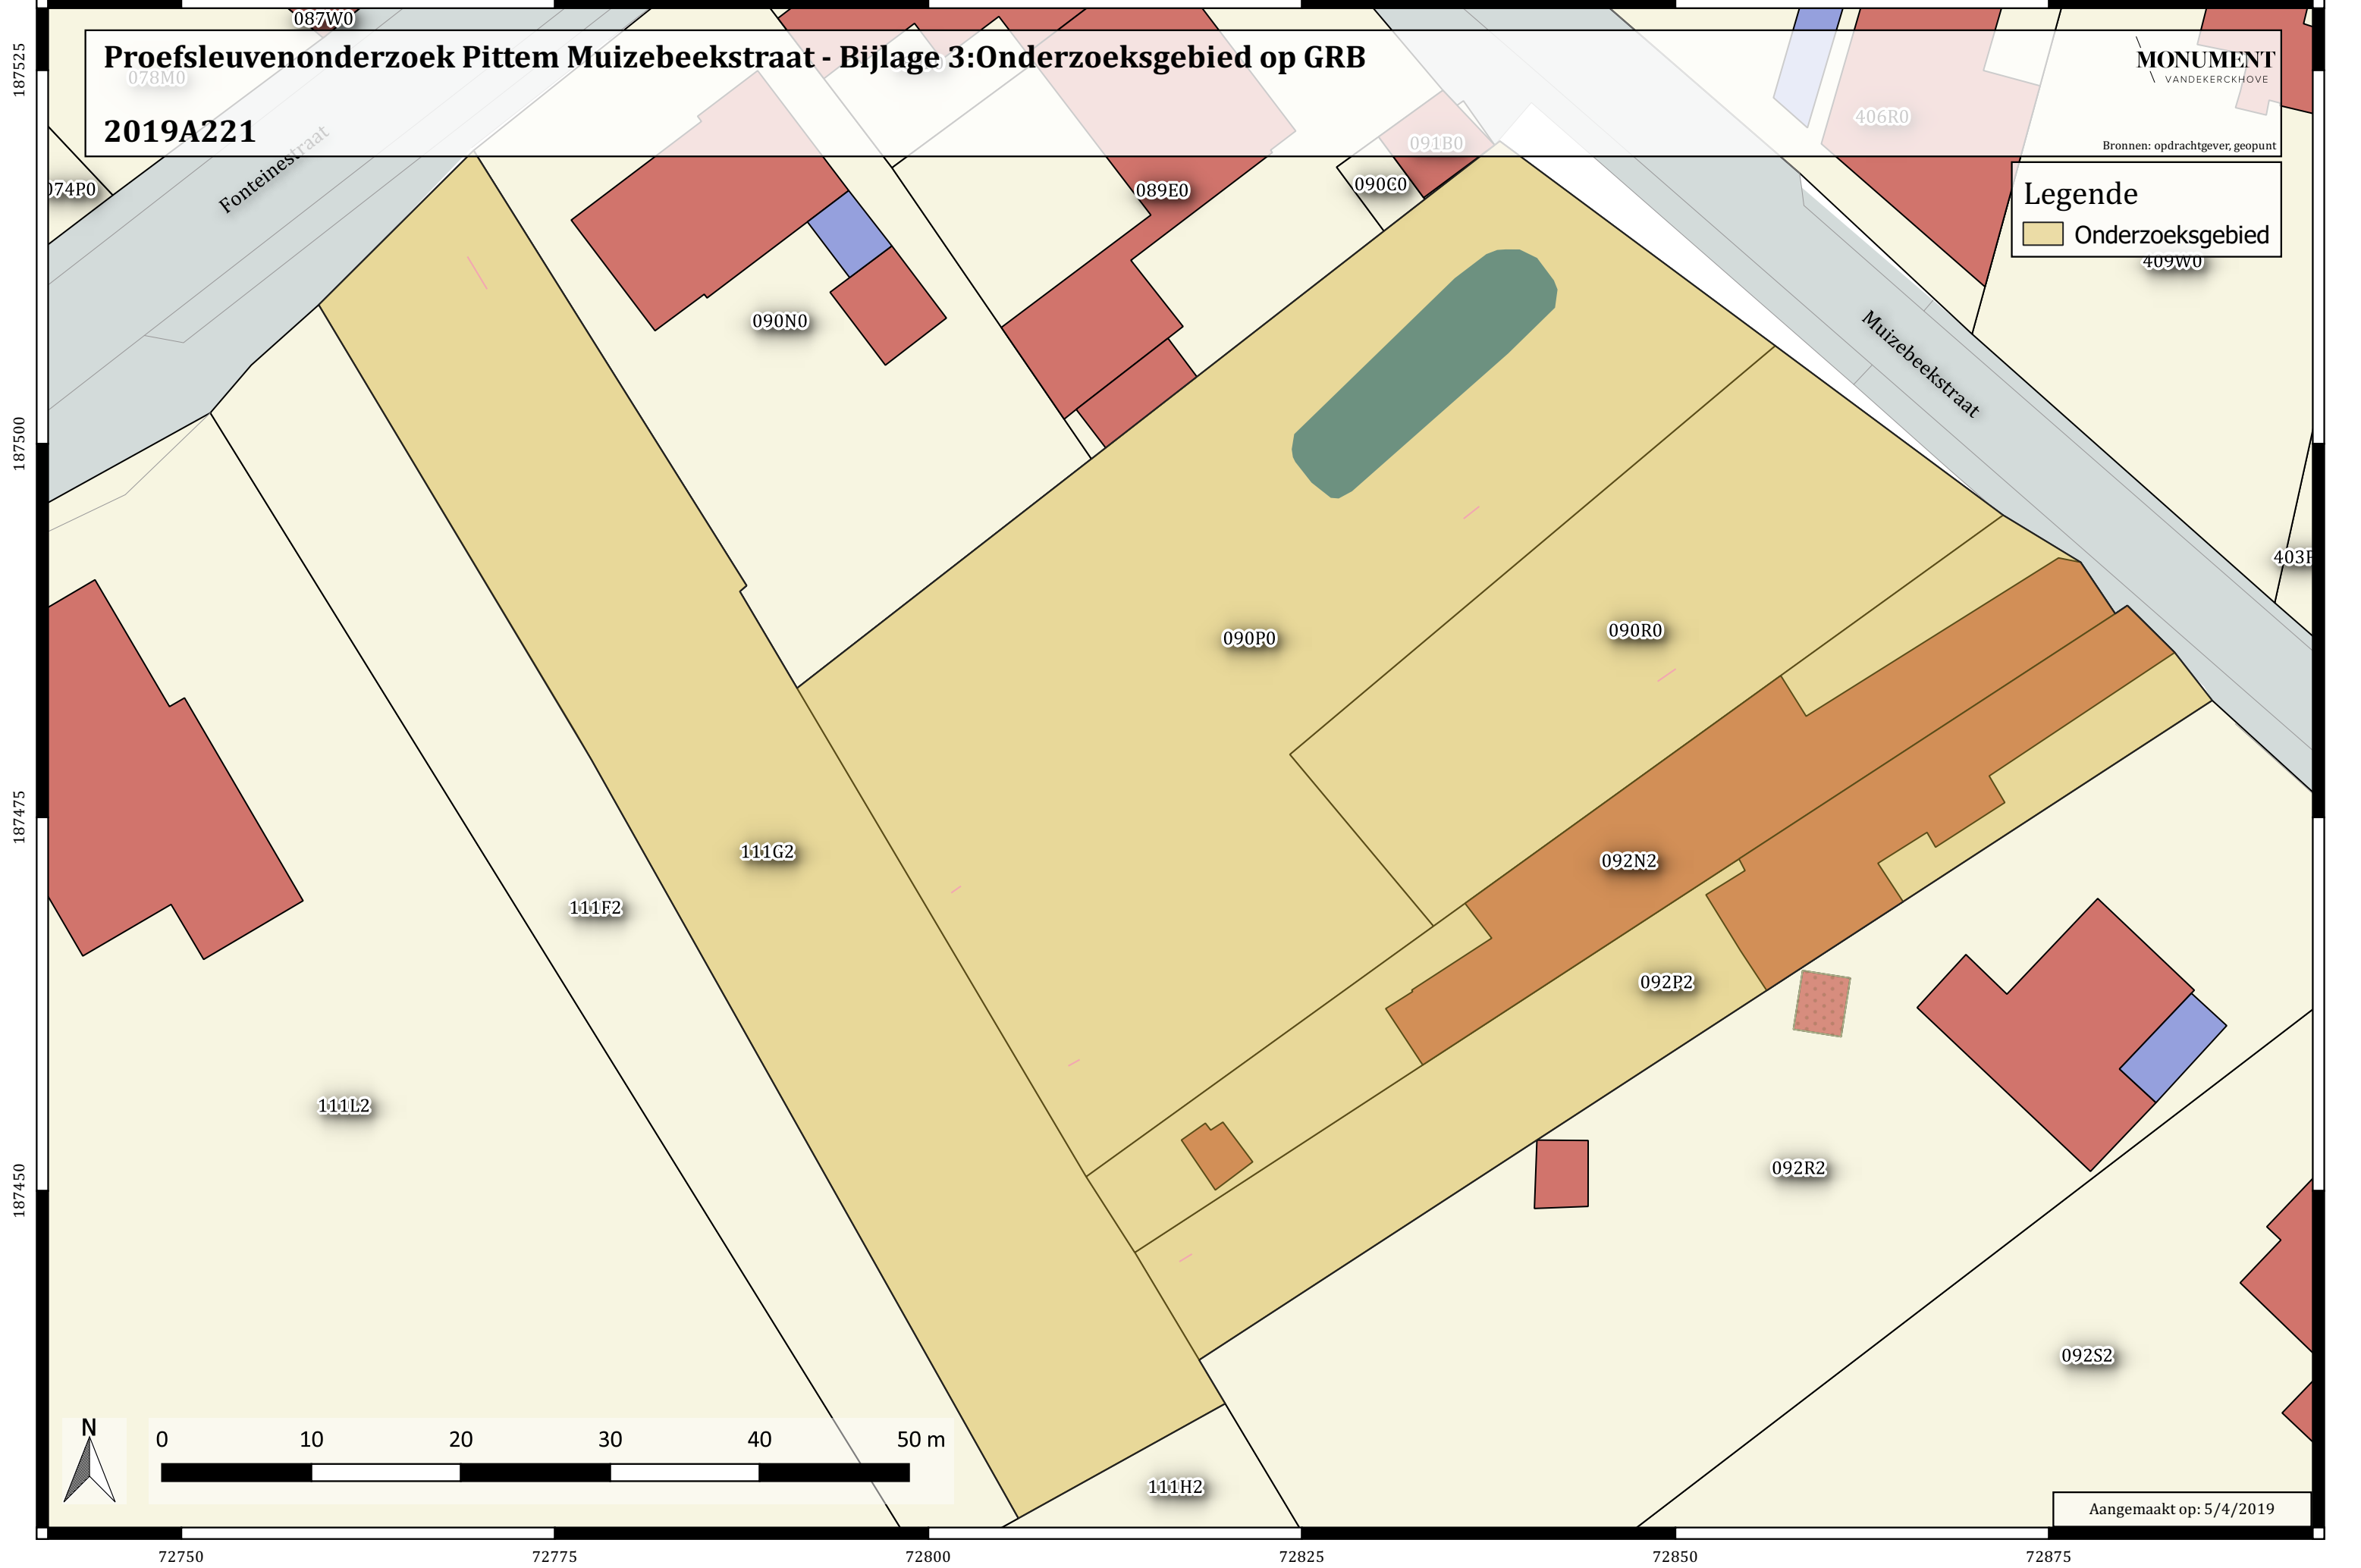 087W0
Proefsleuvenonderzoek Pittem Muizebeekstraat - Bijlage 3:Onderzoeksgebied op GRB
2019A221
MONUMENT
VANDEKERCKHOVE
Bronnen: opdrachtgever, geopunt
078M0
406R0
091B0
Fonteinestraat
074P0
089E0
090C0
Legende
Onderzoeksgebied
409W0
090N0
Muizebeekstraat
403F
090P0
090R0
111G2
092N2
111F2
092P2
111L2
092R2
092S2
111H2
N
0 10 20 30 40 50 m
Aangemaakt op: 5/4/2019
187525
187500
187475
187450
72750 72775 72800 72825 72850 72875